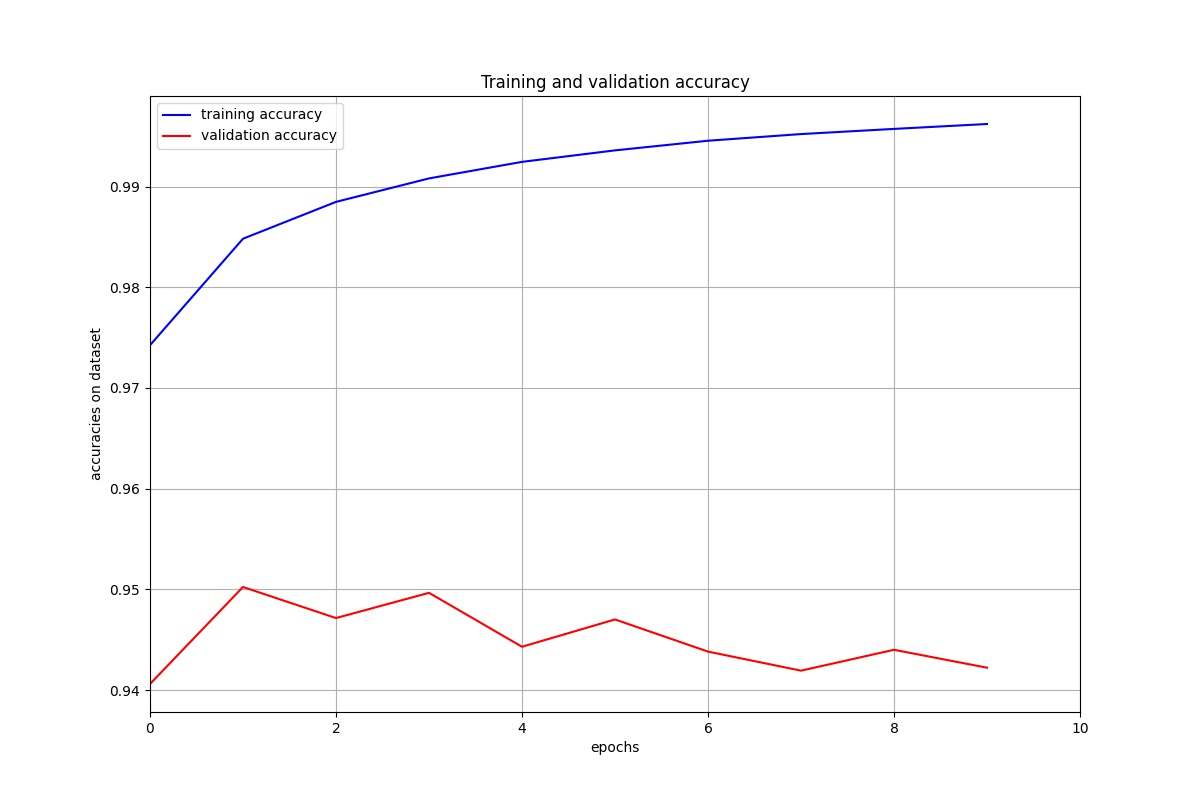 Training and validation accuracy
training accuracy
validation accuracy
accuracies on dataset
0.99
0.98
0.97
0.96
0.95
0.94
0 2 4 6 8 10
epochs